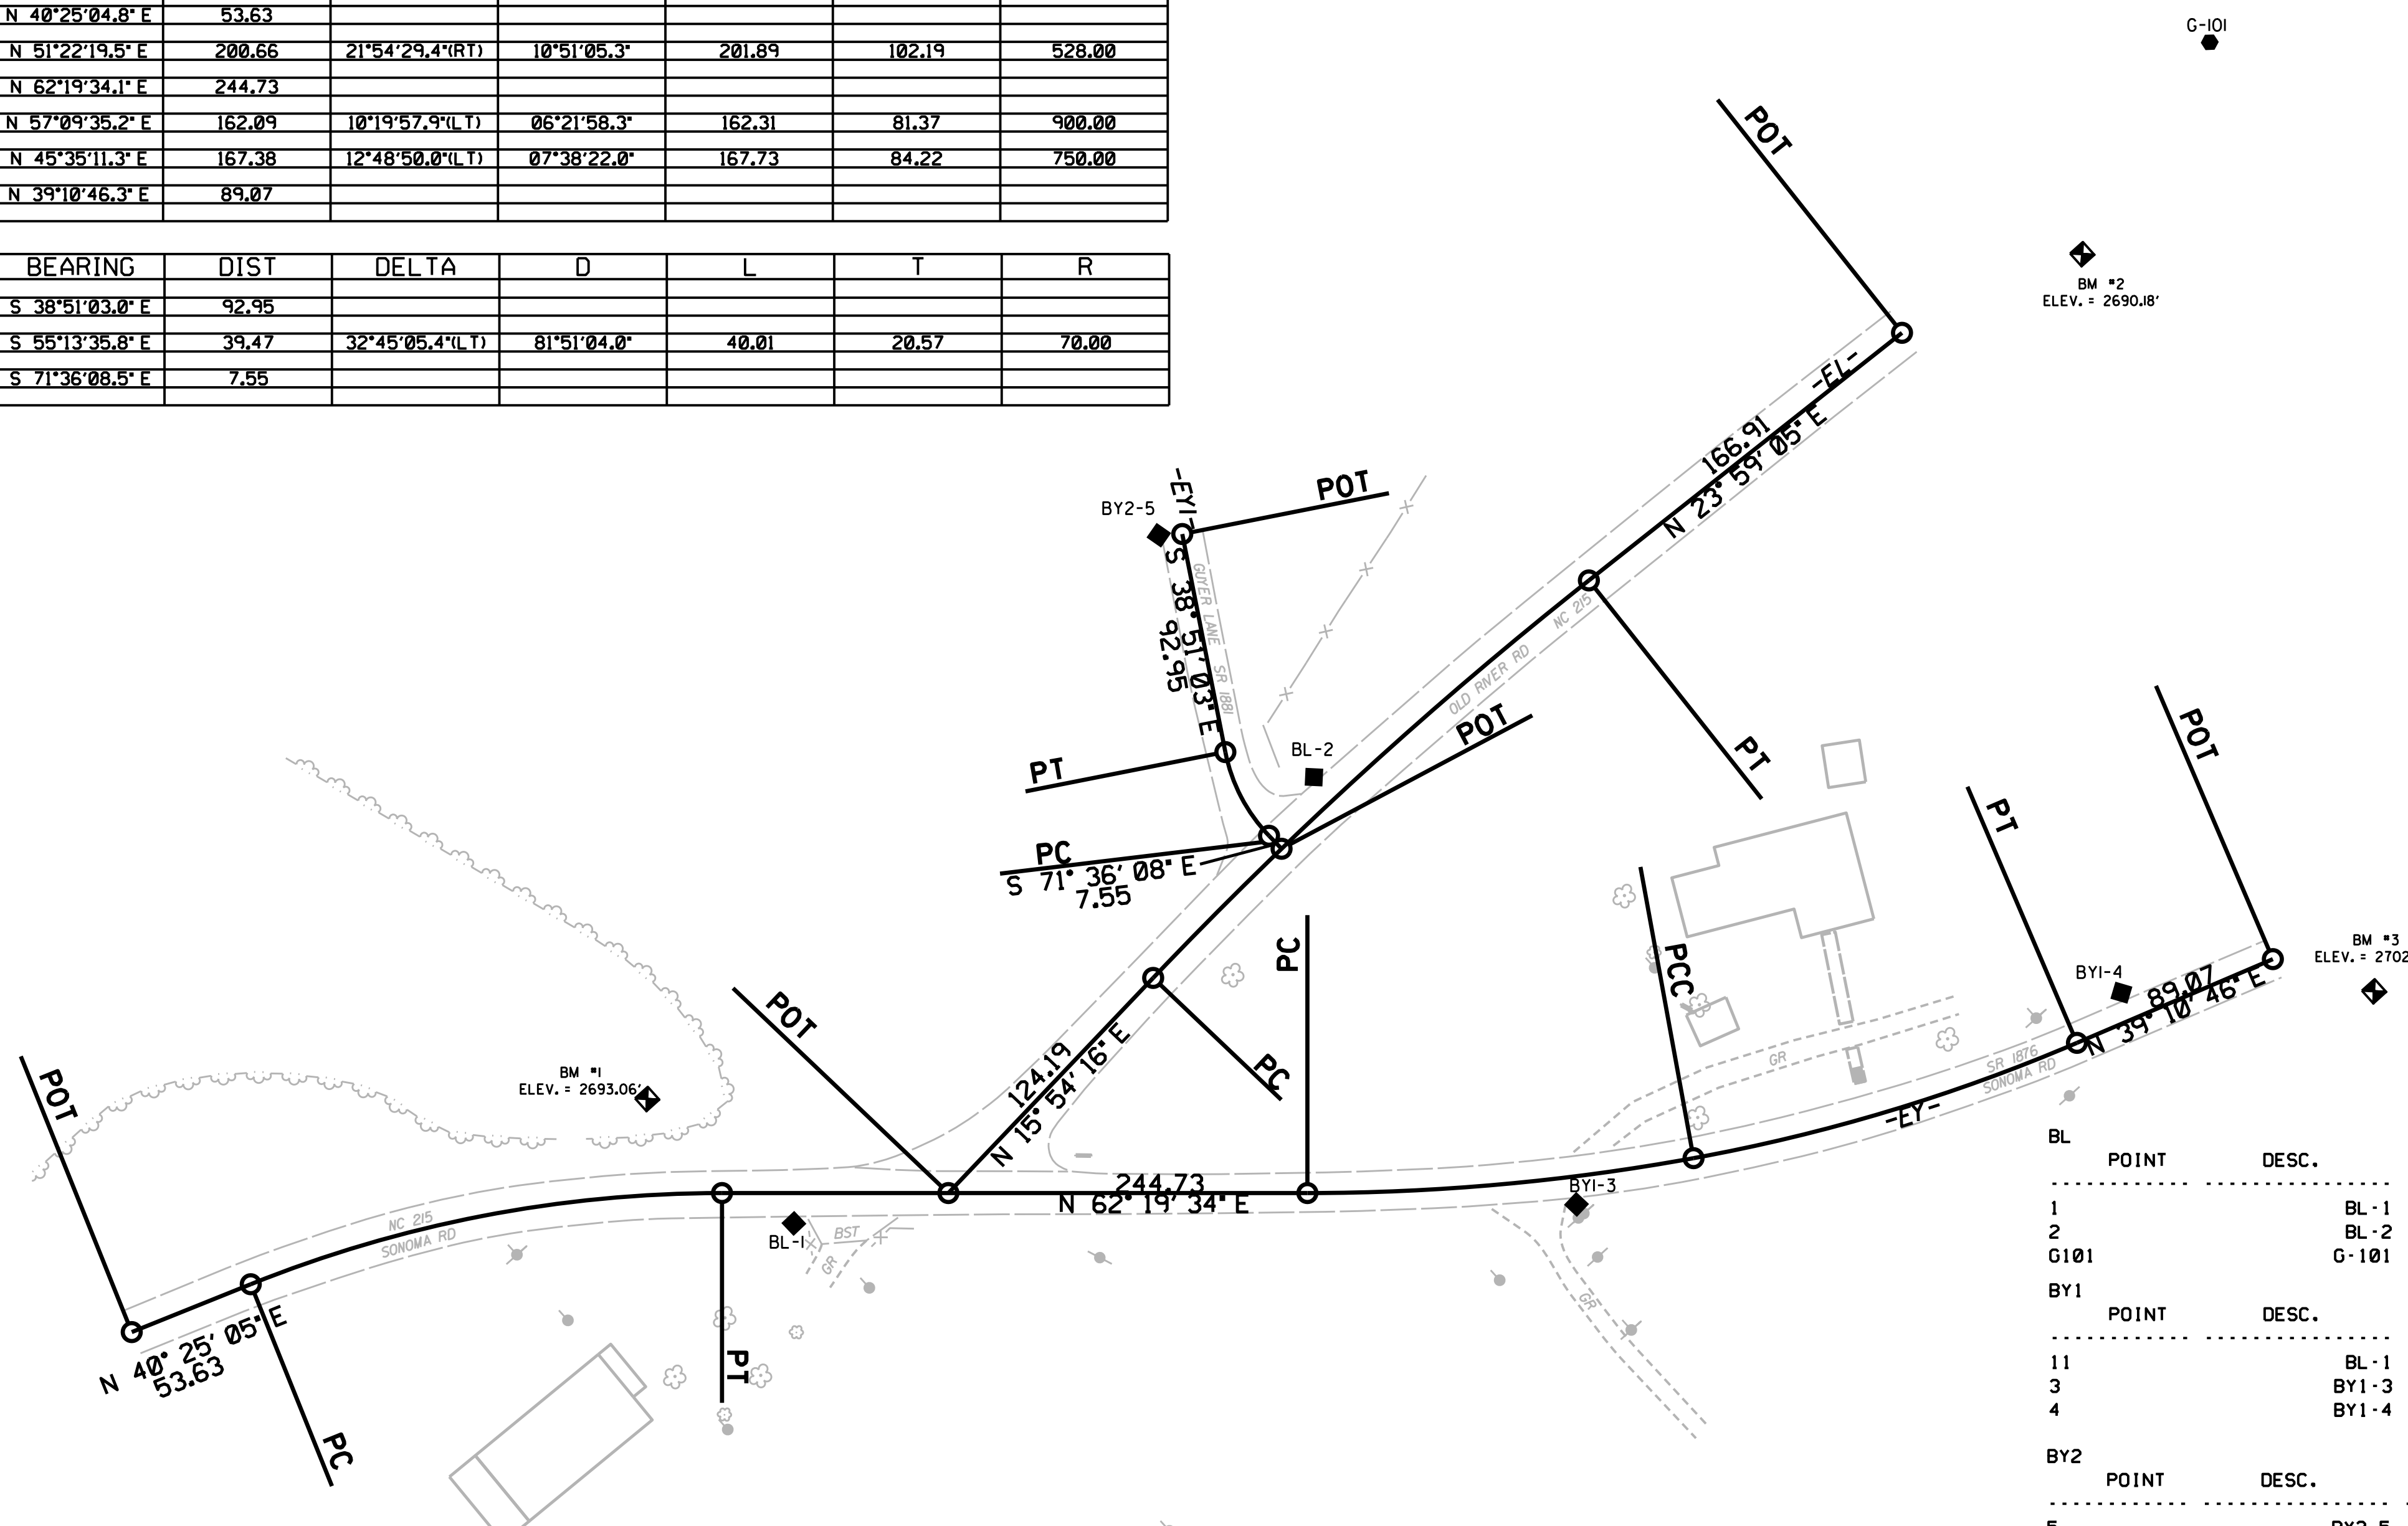 N 40°25'04.8" E 53.63
N 51°22'19.5" E 200.66 21°54'29.4"(RT) 10°51'05.3" 201.89 102.19 528.00
N 62°19'34.1" E 244.73
N 57°09'35.2" E 162.09 10°19'57.9"(LT) 06°21'58.3" 162.31 81.37 900.00
N 45°35'11.3" E 167.38 12°48'50.0"(LT) 07°38'22.0" 167.73 84.22 750.00
N 39°10'46.3" E 89.07
BEARING DIST DELTA D L T R
S 38°51'03.0" E 92.95
S 55°13'35.8" E 39.47 32°45'05.4"(LT) 81°51'04.0" 40.01 20.57 70.00
S 71°36'08.5" E 7.55
G-101
POT
BM #2
ELEV. = 2690.18'
-EL-
166.91
N 23° 59' 05" E
-EY1-
POT
BY2-5
S 38° 51' 03" E
92.95
GUYER LANE SR 1881
NC 215
OLD RIVER RD
POT
PT
BL-2
PT
PC
S 71° 36' 08" E
7.55
POT
PT
PC
PCC
BM #3
ELEV. = 2702
BY1-4
89.07
N 39° 10' 46" E
POT
PC
124.19
N 15° 54' 16" E
BM #1
ELEV. = 2693.06'
POT
GR
SR 1876
SONOMA RD
-EY-
244.73
N 62° 19' 34" E
BY1-3
NC 215
SONOMA RD
BL-1
BST
GR
GR
N 40° 25' 05" E
53.63
PT
PC
BL
POINT DESC.
------------ -----------------
1 BL-1
2 BL-2
G101 G-101
BY1
POINT DESC.
------------ -----------------
11 BL-1
3 BY1-3
4 BY1-4
BY2
POINT DESC.
------------ -----------------
5 BY2-5